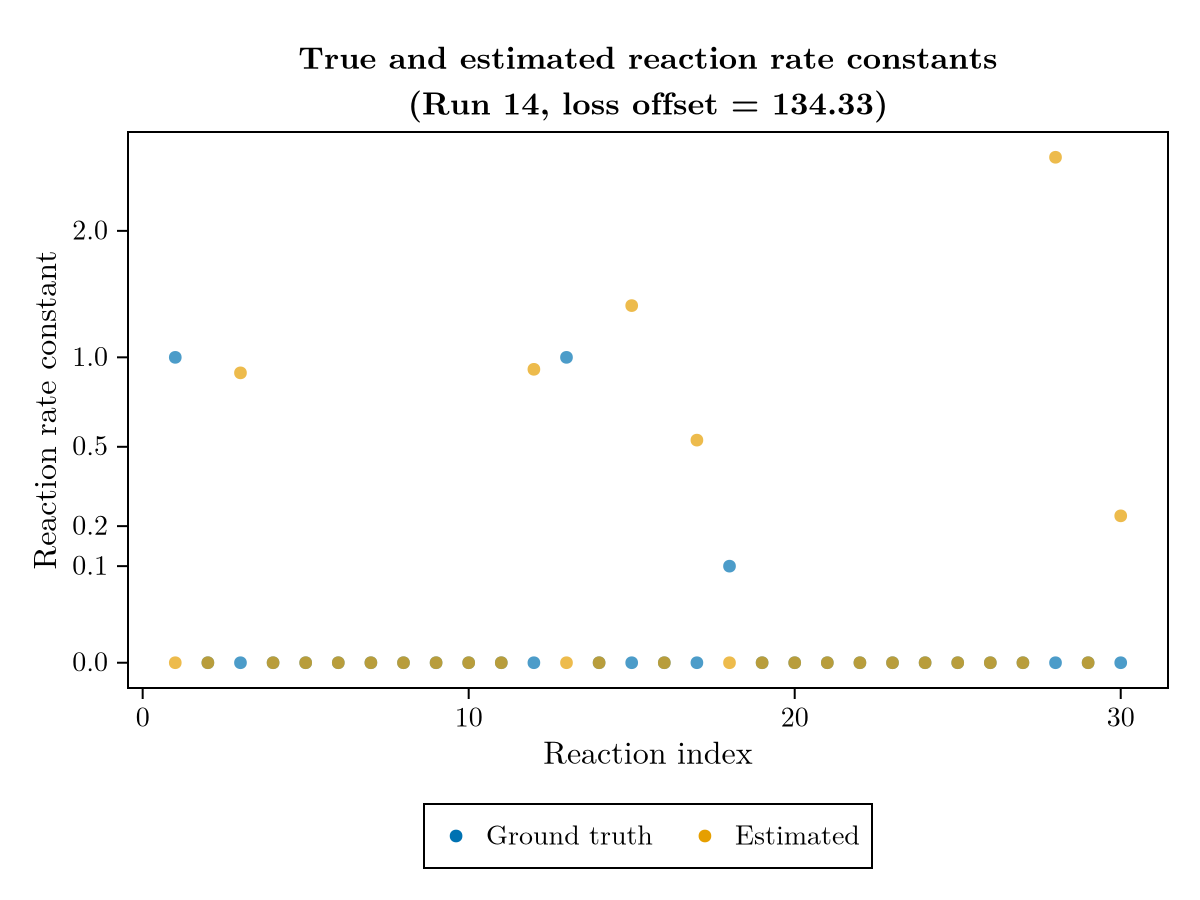 True and estimated reaction rate constants
(Run 14, loss offset = 134.33)
Reaction rate constant
2.0
1.0
0.5
0.2
0.1
0.0
0 10 20 30
Reaction index
Ground truth Estimated